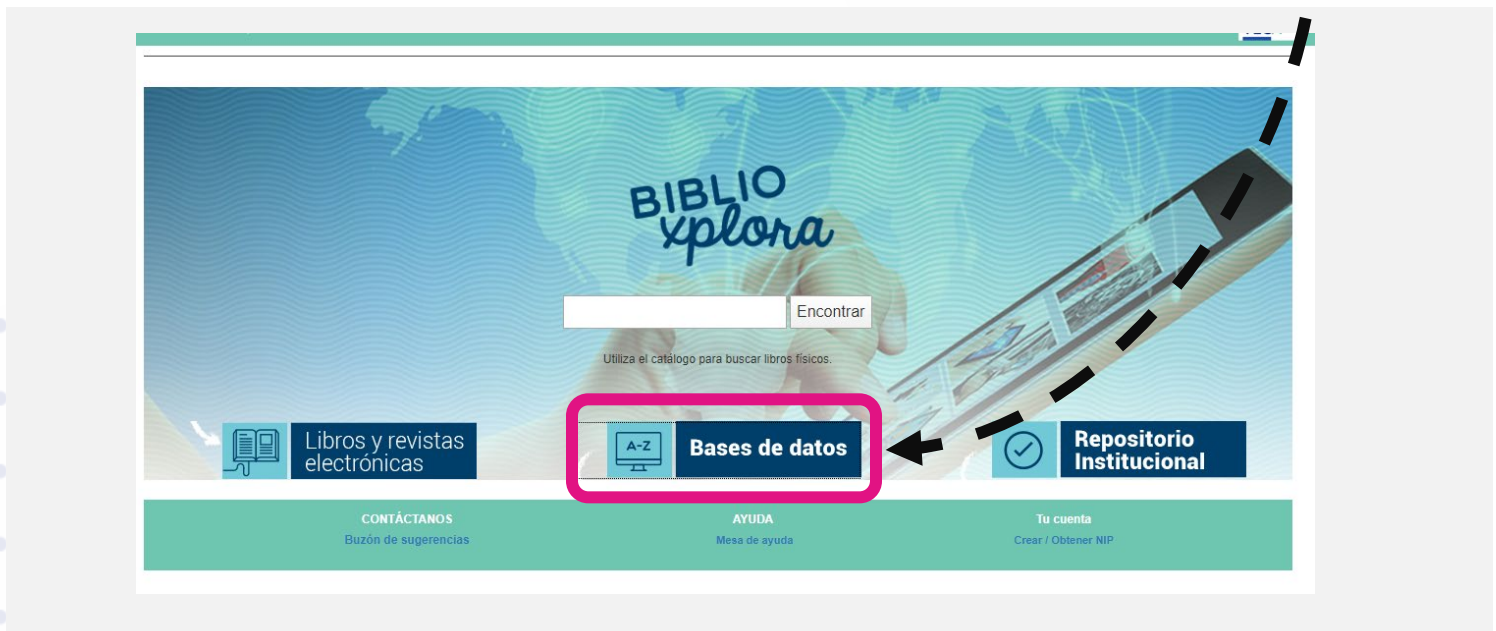 BIBLIO
xplora
Encontrar
Utiliza el catálogo para buscar libros físicos.
Libros y revistas
electrónicas
A-Z
Bases de datos
Repositorio
Institucional
CONTÁCTANOS
Buzón de sugerencias
AYUDA
Mesa de ayuda
Tu cuenta
Crear / Obtener NIP